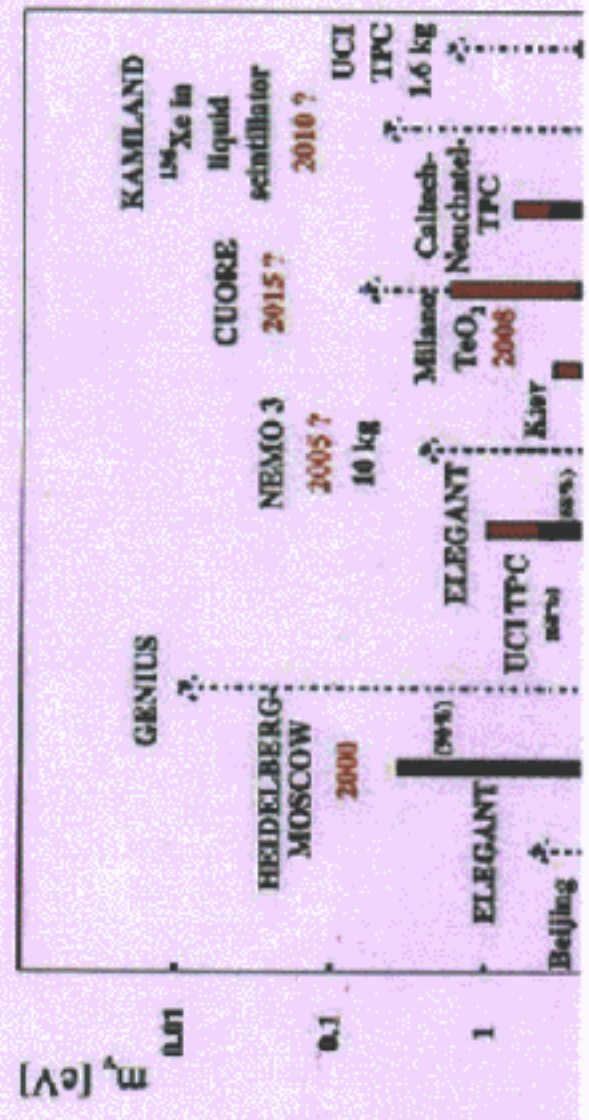 mν [eV]
0.01
0.1
1
Beijing
ELEGANT
HEIDELBERG-
MOSCOW
2000
(90%)
GENIUS
UCI TPC
(68%)
ELEGANT
NEMO 3
2005 ?
10 kg
Kiev
Milano
TeO₂
2008
CUORE
2015 ?
Caltech-
Neuchatel-
TPC
KAMLAND
¹³⁶Xe in
liquid
scintillator
2010 ?
UCI
TPC
1.6 kg